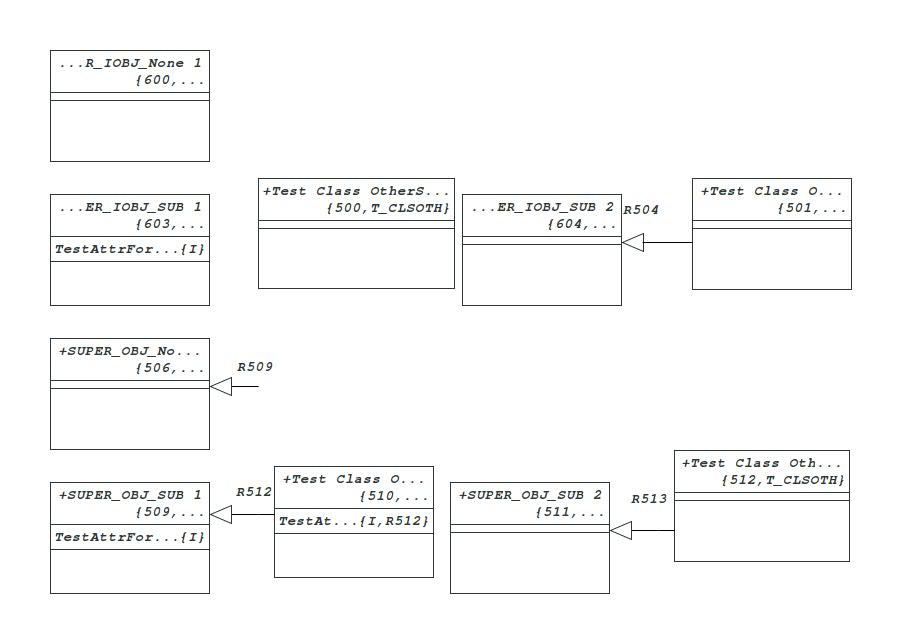 ...R_IOBJ_None 1
{600,...
...ER_IOBJ_SUB 1
{603,...
TestAttrFor...{I}
+Test Class OtherS...
{500,T_CLSOTH}
...ER_IOBJ_SUB 2
{604,...
R504
+Test Class O...
{501,...
+SUPER_OBJ_No...
{506,...
R509
+SUPER_OBJ_SUB 1
{509,...
TestAttrFor...{I}
R512
+Test Class O...
{510,...
TestAt...{I,R512}
+SUPER_OBJ_SUB 2
{511,...
R513
+Test Class Oth...
{512,T_CLSOTH}